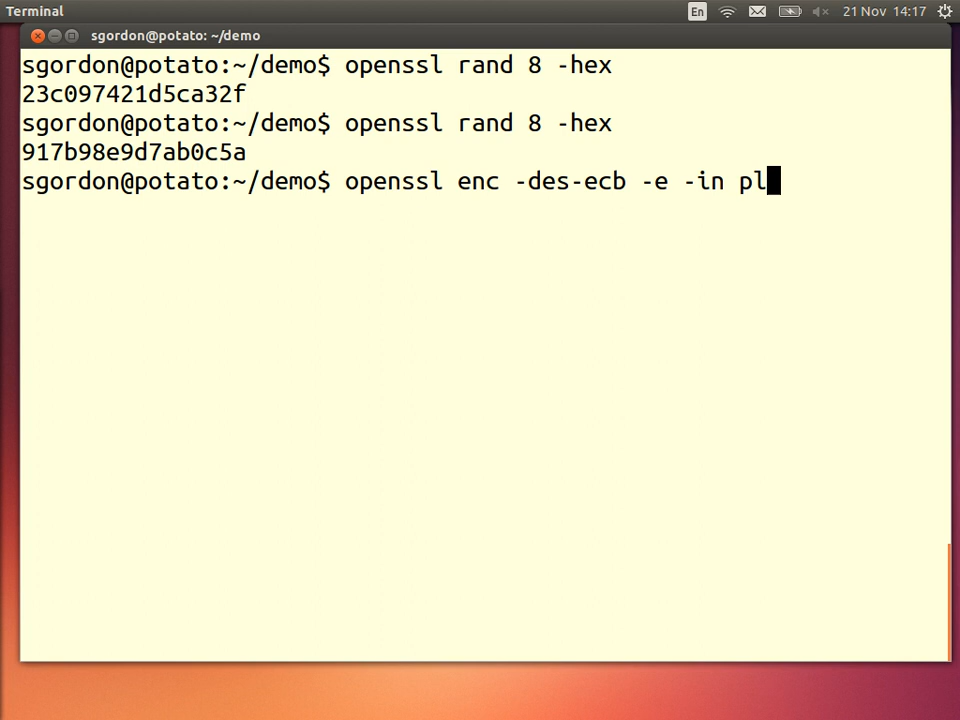 Terminal
En
21 Nov 14:17
sgordon@potato: ~/demo
sgordon@potato:~/demo$ openssl rand 8 -hex
23c097421d5ca32f
sgordon@potato:~/demo$ openssl rand 8 -hex
917b98e9d7ab0c5a
sgordon@potato:~/demo$ openssl enc -des-ecb -e -in pl